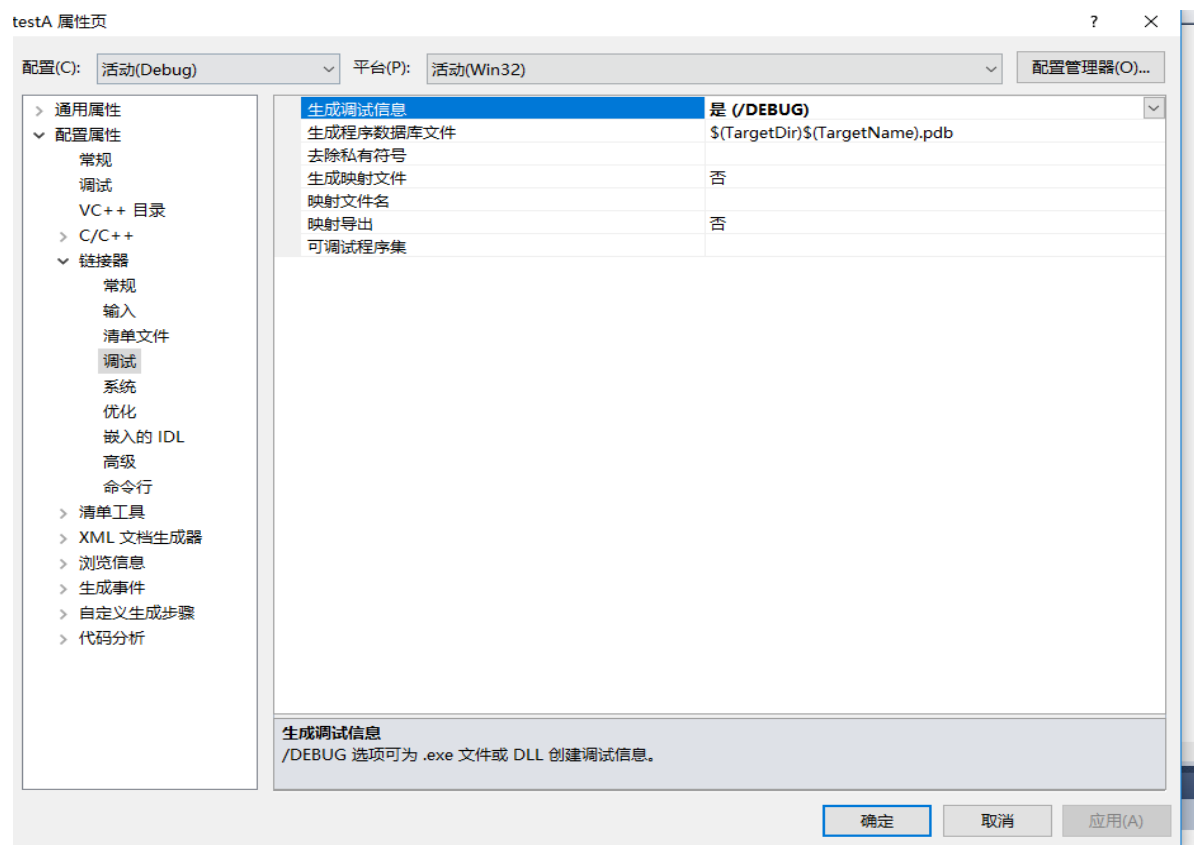 testA 属性页
?
配置(C): 活动(Debug) 平台(P): 活动(Win32) 配置管理器(O)...
通用属性
配置属性
常规
调试
VC++ 目录
C/C++
链接器
常规
输入
清单文件
调试
系统
优化
嵌入的 IDL
高级
命令行
清单工具
XML 文档生成器
浏览信息
生成事件
自定义生成步骤
代码分析
生成调试信息 是 (/DEBUG)
生成程序数据库文件 $(TargetDir)$(TargetName).pdb
去除私有符号
生成映射文件 否
映射文件名
映射导出 否
可调试程序集
生成调试信息
/DEBUG 选项可为 .exe 文件或 DLL 创建调试信息。
确定 取消 应用(A)